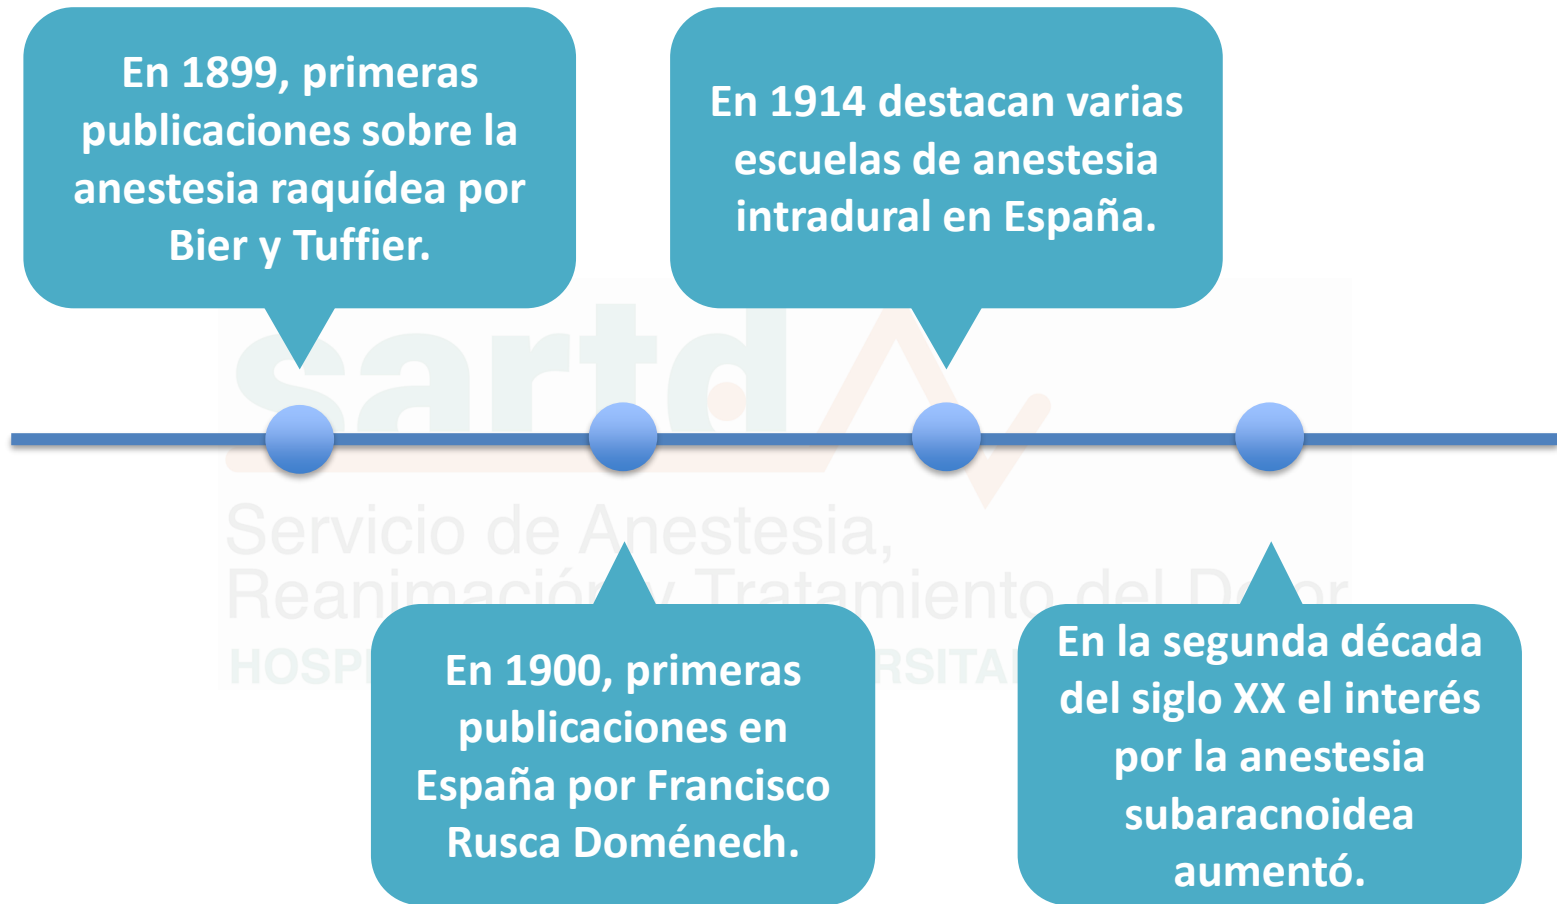 En 1899, primeras
publicaciones sobre la
anestesia raquídea por
Bier y Tuffier.
En 1914 destacan varias
escuelas de anestesia
intradural en España.
sartd
Servicio de Anestesia,
Reanimación y Tratamiento del Dolor
En 1900, primeras
publicaciones en
España por Francisco
Rusca Doménech.
En la segunda década
del siglo XX el interés
por la anestesia
subaracnoidea
aumentó.